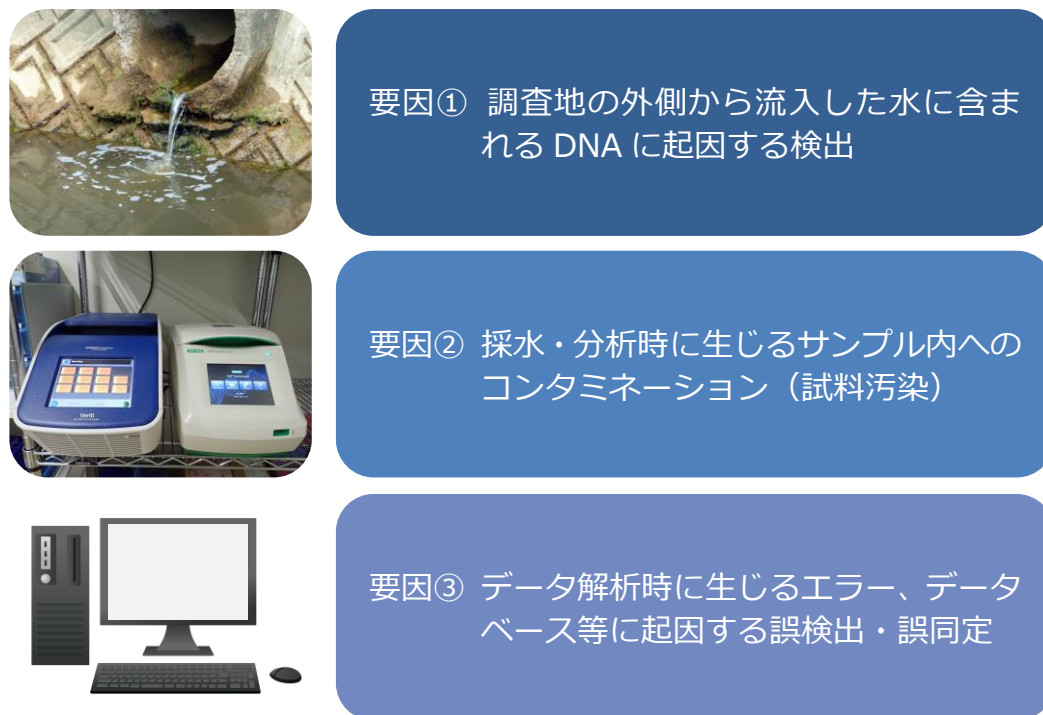 要因① 調査地の外側から流入した水に含ま
れる DNA に起因する検出
要因② 採水・分析時に生じるサンプル内への
コンタミネーション（試料汚染）
Veriti
要因③ データ解析時に生じるエラー、データ
ベース等に起因する誤検出・誤同定